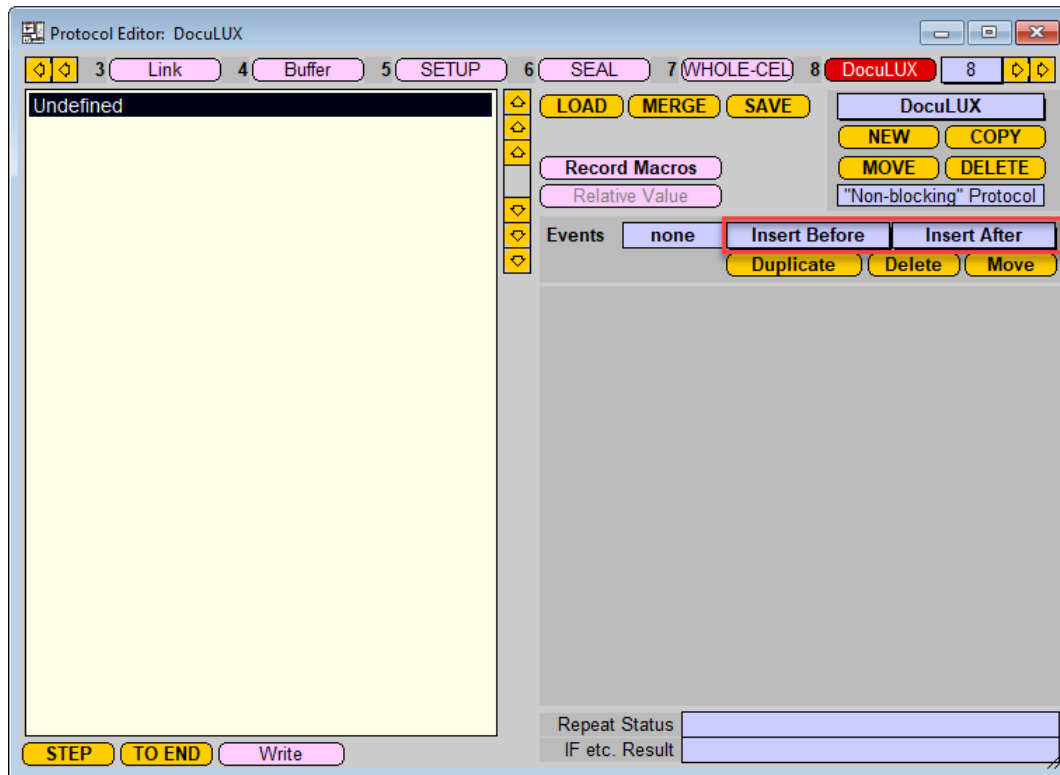 Protocol Editor: DocuLUX
3 Link 4 Buffer 5 SETUP 6 SEAL 7 WHOLE-CEL 8 DocuLUX 8
Undefined
LOAD MERGE SAVE DocuLUX
NEW COPY
Record Macros MOVE DELETE
Relative Value "Non-blocking" Protocol
Events none Insert Before Insert After
Duplicate Delete Move
Repeat Status
IF etc. Result
STEP TO END Write